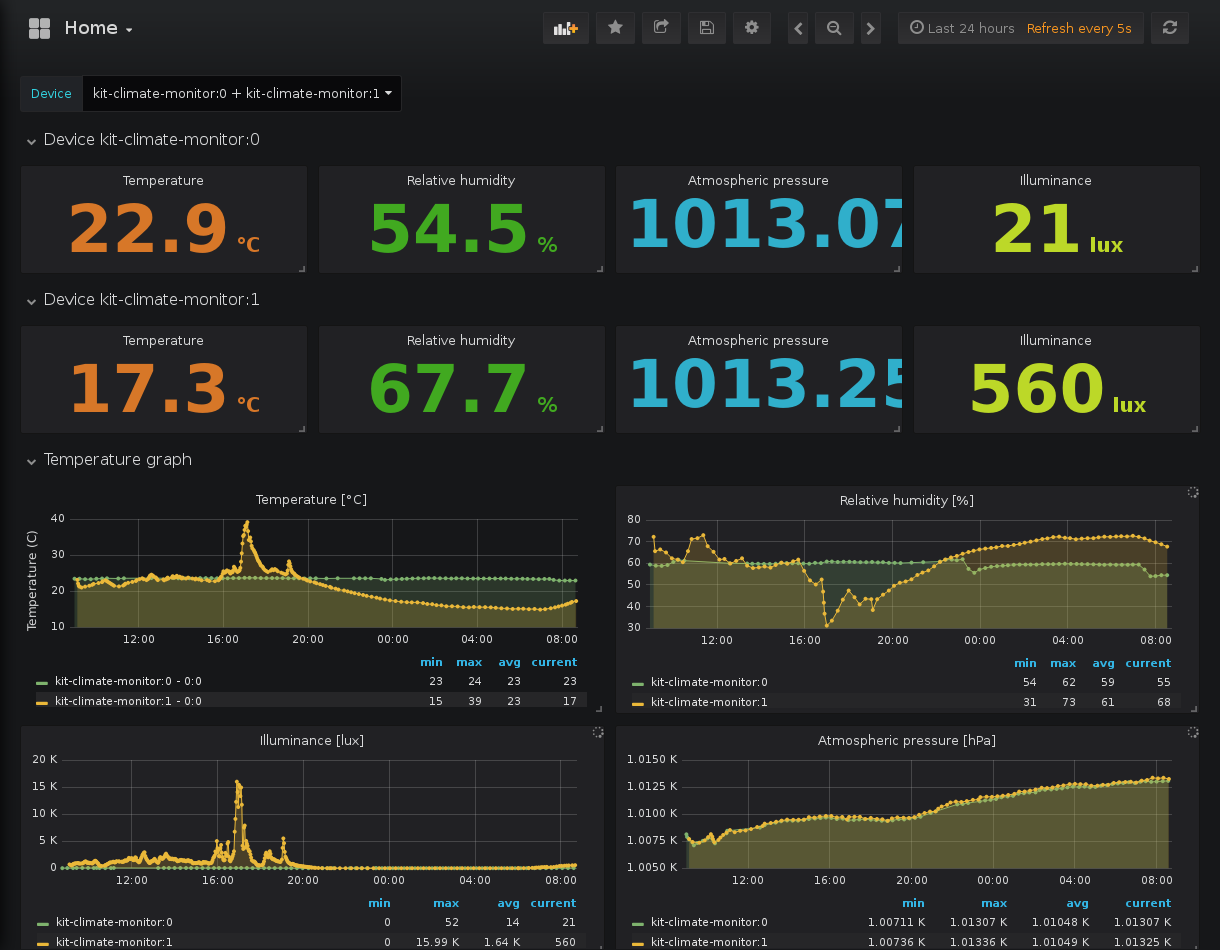 Home
Last 24 hours Refresh every 5s
Device kit-climate-monitor:0 + kit-climate-monitor:1
Device kit-climate-monitor:0
Temperature Relative humidity Atmospheric pressure Illuminance
22.9 °C 54.5 % 1013.07 21 lux
Device kit-climate-monitor:1
Temperature Relative humidity Atmospheric pressure Illuminance
17.3 °C 67.7 % 1013.25 560 lux
Temperature graph
Temperature [°C]
Temperature (C)
40
30
20
10
12:00 16:00 20:00 00:00 04:00 08:00
min max avg current
kit-climate-monitor:0 - 0:0 23 24 23 23
kit-climate-monitor:1 - 0:0 15 39 23 17
Relative humidity [%]
80
70
60
50
40
30
12:00 16:00 20:00 00:00 04:00 08:00
min max avg current
kit-climate-monitor:0 54 62 59 55
kit-climate-monitor:1 31 73 61 68
Illuminance [lux]
20 K
15 K
10 K
5 K
0
12:00 16:00 20:00 00:00 04:00 08:00
min max avg current
kit-climate-monitor:0 0 52 14 21
kit-climate-monitor:1 0 15.99 K 1.64 K 560
Atmospheric pressure [hPa]
1.0150 K
1.0125 K
1.0100 K
1.0075 K
1.0050 K
12:00 16:00 20:00 00:00 04:00 08:00
min max avg current
kit-climate-monitor:0 1.00711 K 1.01307 K 1.01048 K 1.01307 K
kit-climate-monitor:1 1.00736 K 1.01336 K 1.01049 K 1.01325 K